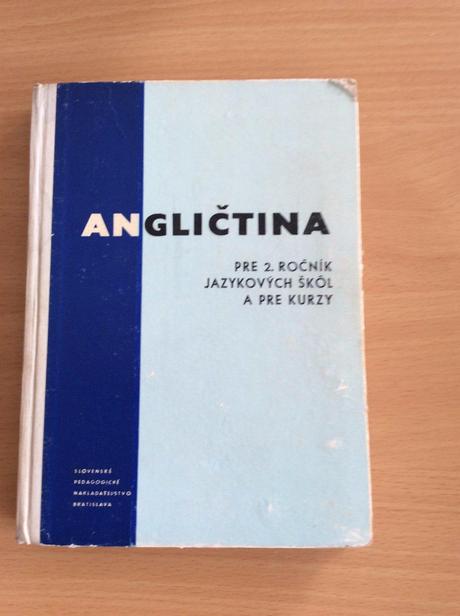 ANGLIČTINA
PRE 2. ROČNÍK
JAZYKOVÝCH ŠKÔL
A PRE KURZY
SLOVENSKÉ
PEDAGOGICKÉ
NAKLADATEĽSTVO
BRATISLAVA